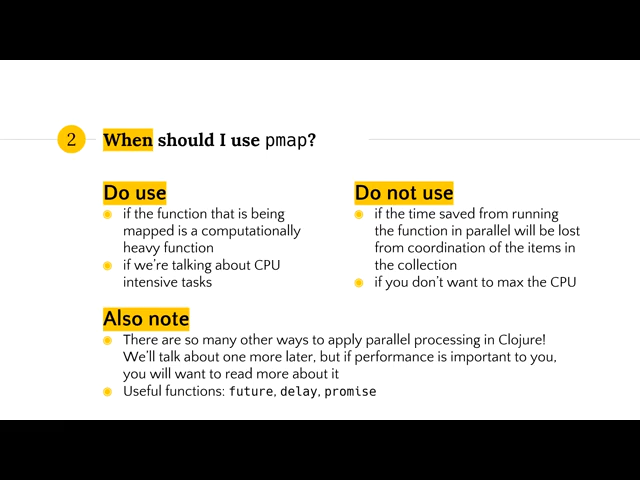 2
When should I use pmap?
Do use
if the function that is being
mapped is a computationally
heavy function
if we're talking about CPU
intensive tasks
Do not use
if the time saved from running
the function in parallel will be lost
from coordination of the items in
the collection
if you don't want to max the CPU
Also note
There are so many other ways to apply parallel processing in Clojure!
We'll talk about one more later, but if performance is important to you,
you will want to read more about it
Useful functions: future, delay, promise